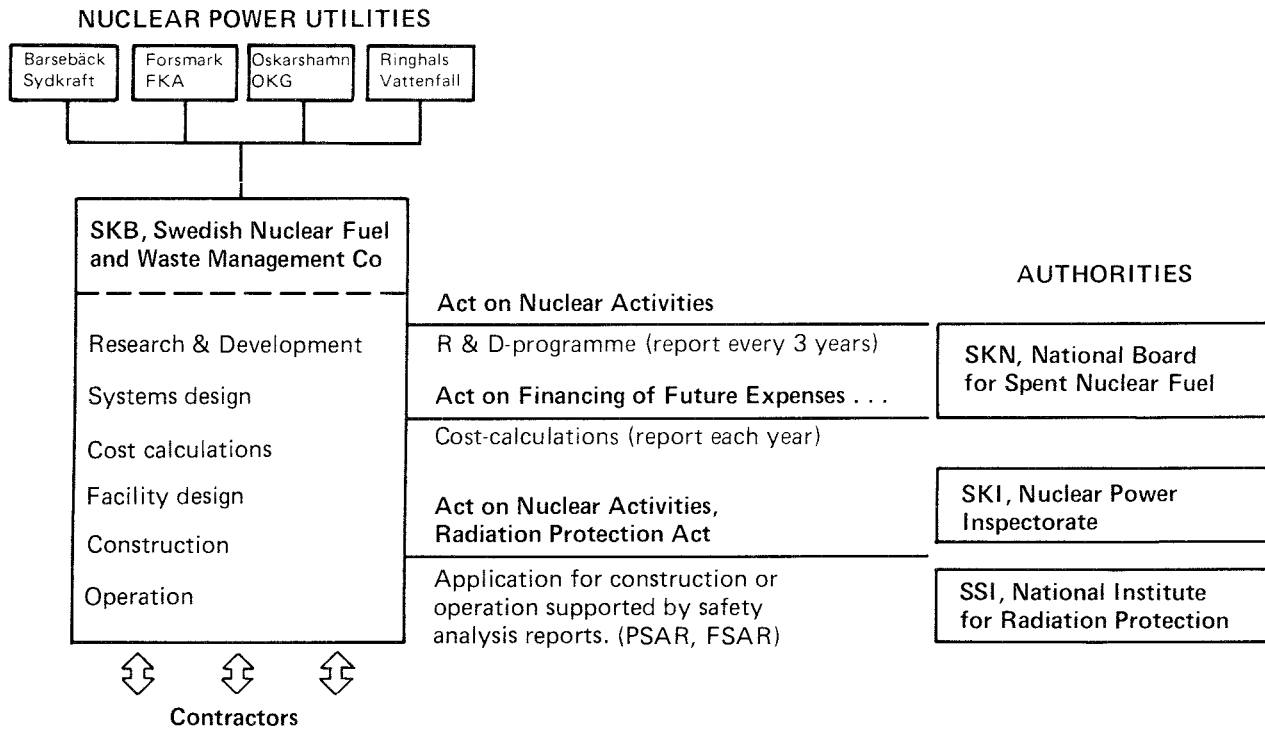 NUCLEAR POWER UTILITIES
Barsebäck
Sydkraft
Forsmark
FKA
Oskarshamn
OKG
Ringhals
Vattenfall
SKB, Swedish Nuclear Fuel
and Waste Management Co
Research & Development
Systems design
Cost calculations
Facility design
Construction
Operation
Contractors
Act on Nuclear Activities
R & D-programme (report every 3 years)
Act on Financing of Future Expenses . . .
Cost-calculations (report each year)
Act on Nuclear Activities,
Radiation Protection Act
Application for construction or
operation supported by safety
analysis reports. (PSAR, FSAR)
AUTHORITIES
SKN, National Board
for Spent Nuclear Fuel
SKI, Nuclear Power
Inspectorate
SSI, National Institute
for Radiation Protection